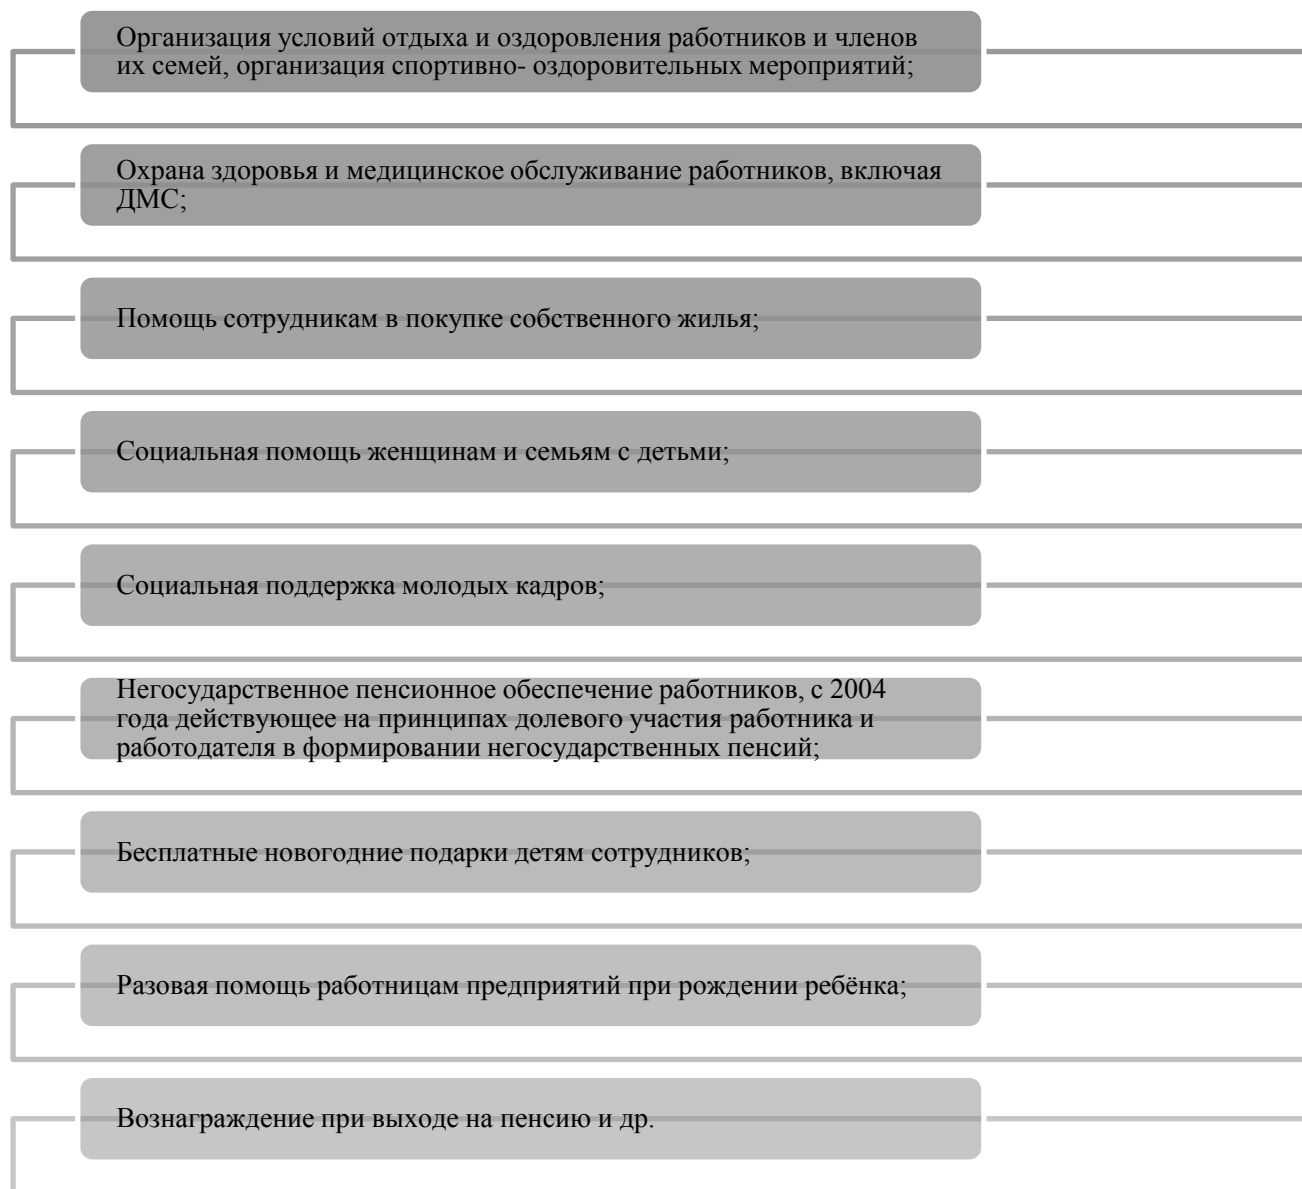 Организация условий отдыха и оздоровления работников и членов
их семей, организация спортивно- оздоровительных мероприятий;
Охрана здоровья и медицинское обслуживание работников, включая
ДМС;
Помощь сотрудникам в покупке собственного жилья;
Социальная помощь женщинам и семьям с детьми;
Социальная поддержка молодых кадров;
Негосударственное пенсионное обеспечение работников, с 2004
года действующее на принципах долевого участия работника и
работодателя в формировании негосударственных пенсий;
Бесплатные новогодние подарки детям сотрудников;
Разовая помощь работницам предприятий при рождении ребёнка;
Вознаграждение при выходе на пенсию и др.